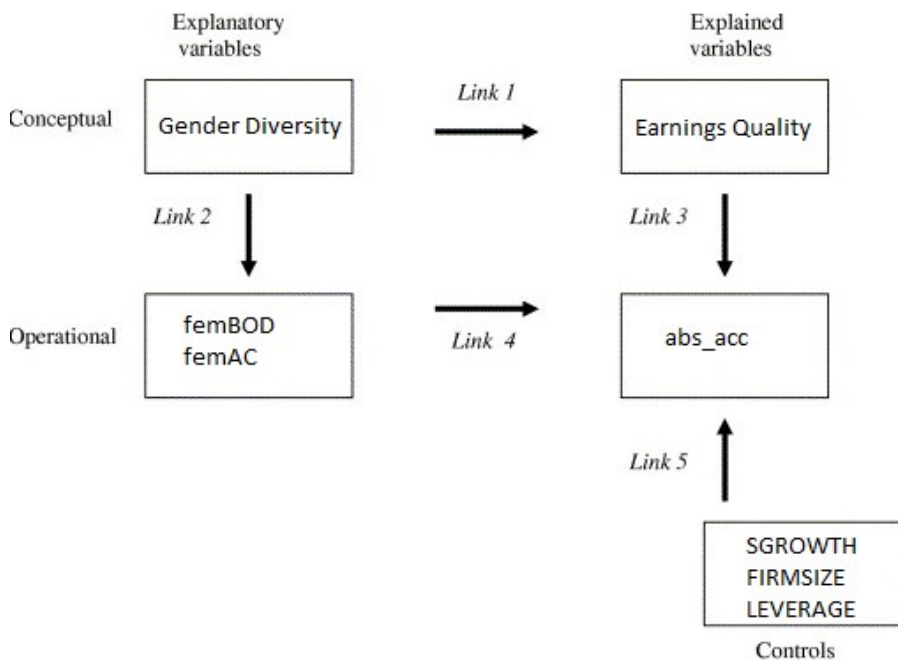 Explanatory
variables
Explained
variables
Conceptual
Gender Diversity
Link 1
Earnings Quality
Link 2
Link 3
Operational
femBOD
femAC
Link 4
abs_acc
Link 5
SGROWTH
FIRMSIZE
LEVERAGE
Controls